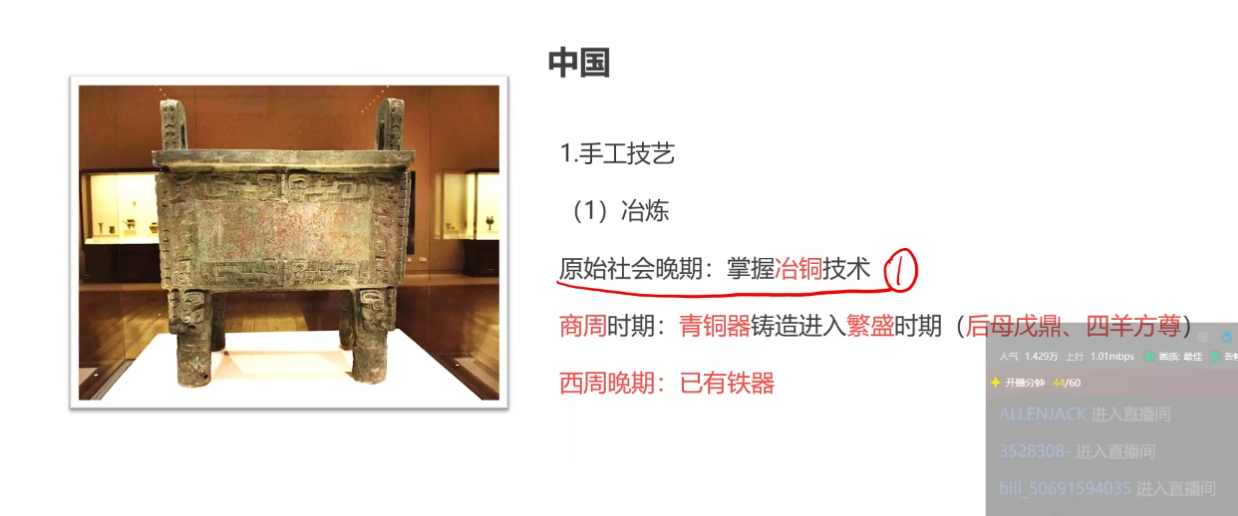 中国
1.手工技艺
（1）冶炼
原始社会晚期：掌握冶铜技术 1
商周时期：青铜器铸造进入繁盛时期（后母戊鼎、四羊方尊）
西周晚期：已有铁器
人气 1.429万 上行 1.01mbps 画质: 最佳 丢帧
开播分钟 44/60
ALLENJACK 进入直播间
3528308- 进入直播间
bili_50691594035 进入直播间